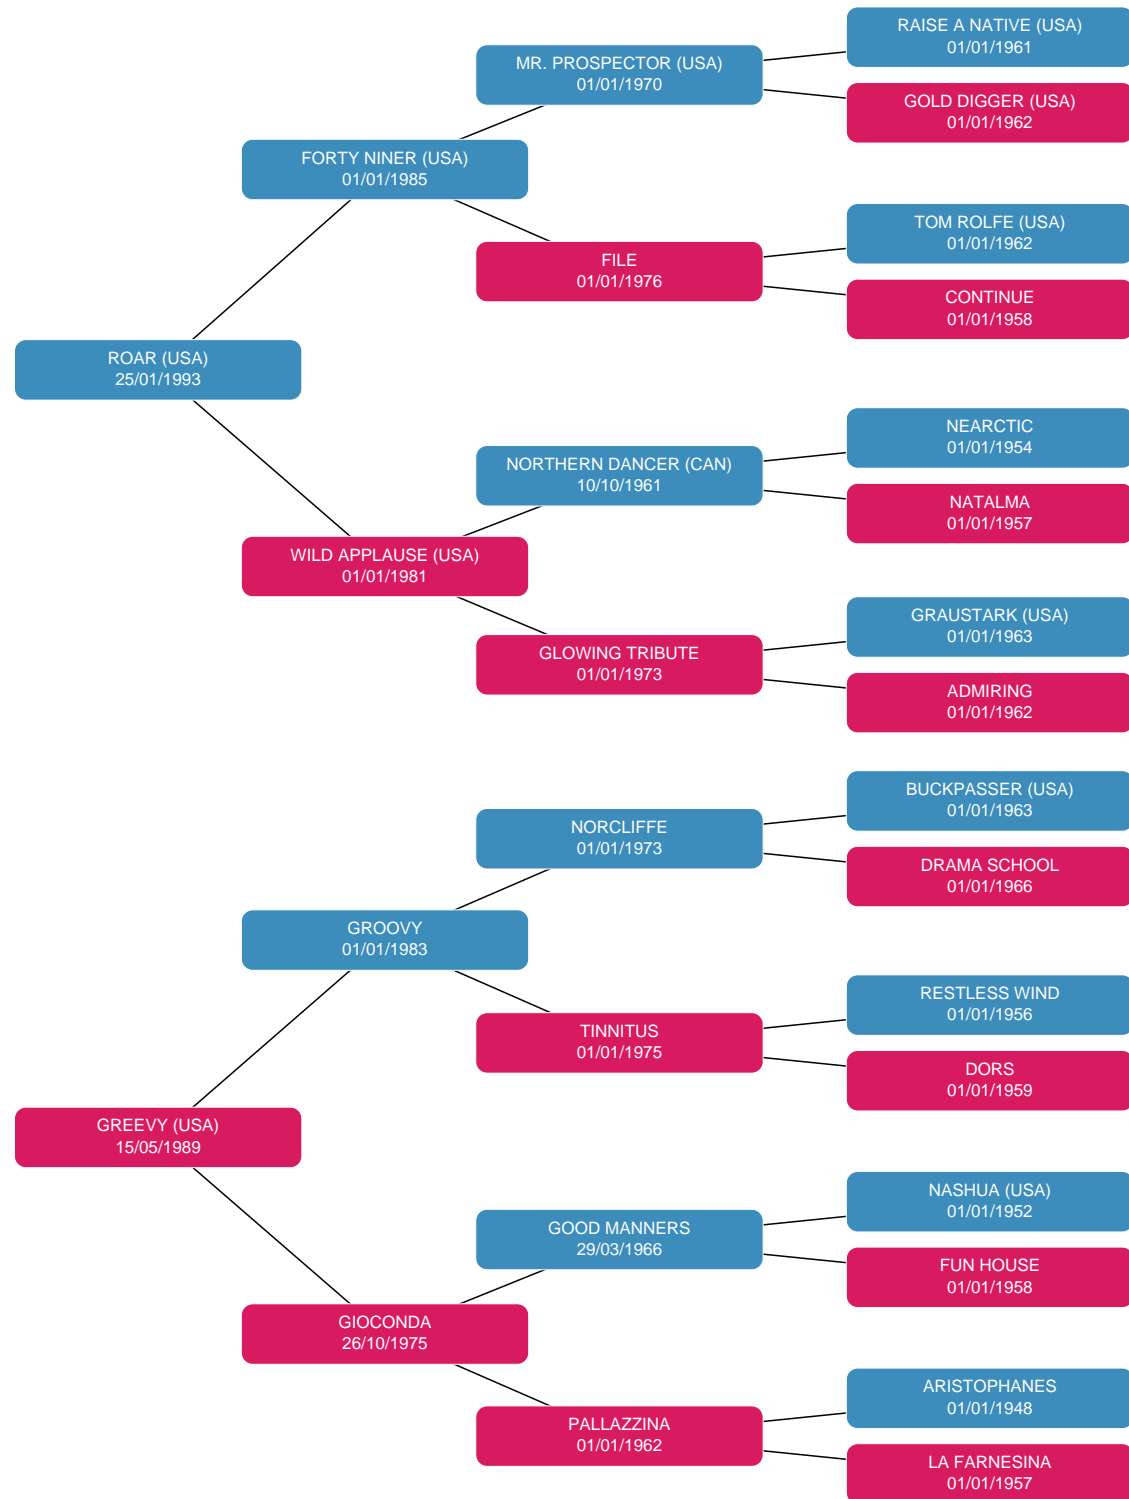 RAISE A NATIVE (USA)
01/01/1961
MR. PROSPECTOR (USA)
01/01/1970
GOLD DIGGER (USA)
01/01/1962
FORTY NINER (USA)
01/01/1985
TOM ROLFE (USA)
01/01/1962
FILE
01/01/1976
CONTINUE
01/01/1958
ROAR (USA)
25/01/1993
NEARCTIC
01/01/1954
NORTHERN DANCER (CAN)
10/10/1961
NATALMA
01/01/1957
WILD APPLAUSE (USA)
01/01/1981
GRAUSTARK (USA)
01/01/1963
GLOWING TRIBUTE
01/01/1973
ADMIRING
01/01/1962
BUCKPASSER (USA)
01/01/1963
NORCLIFFE
01/01/1973
DRAMA SCHOOL
01/01/1966
GROOVY
01/01/1983
RESTLESS WIND
01/01/1956
TINNITUS
01/01/1975
DORS
01/01/1959
GREEVY (USA)
15/05/1989
NASHUA (USA)
01/01/1952
GOOD MANNERS
29/03/1966
FUN HOUSE
01/01/1958
GIOCONDA
26/10/1975
ARISTOPHANES
01/01/1948
PALLAZZINA
01/01/1962
LA FARNESINA
01/01/1957